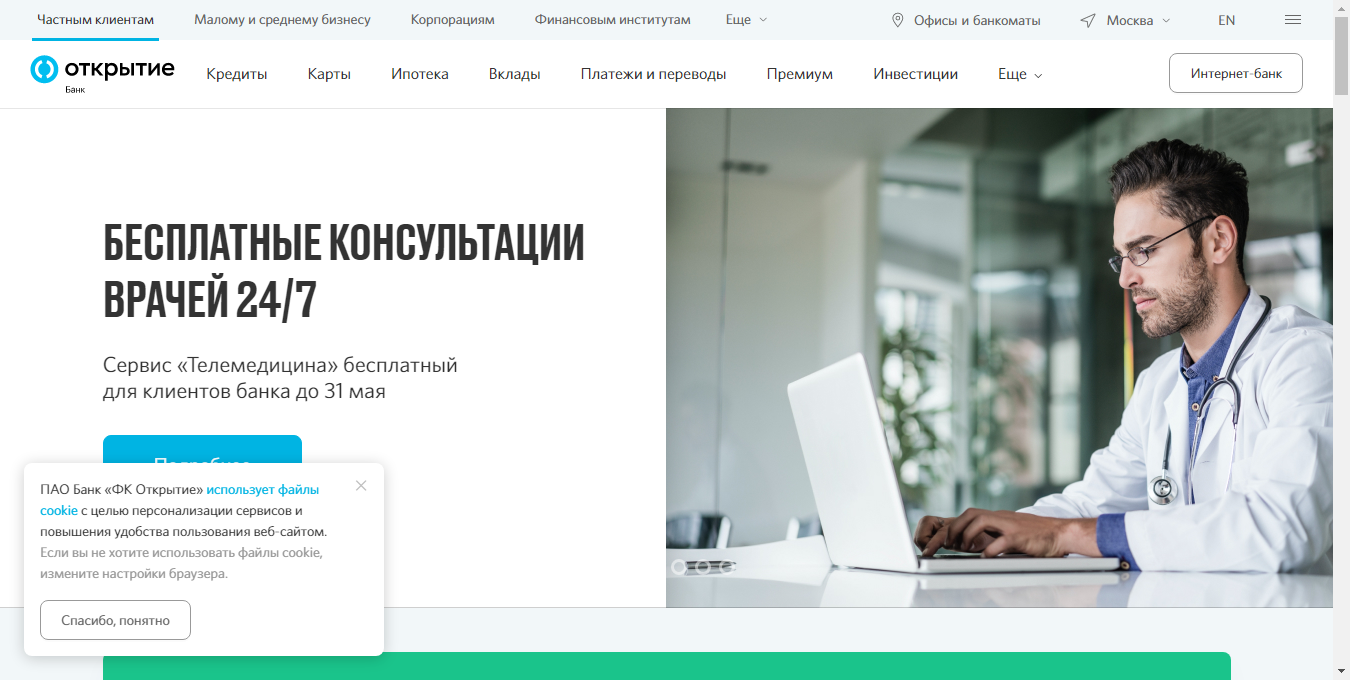 Частным клиентам
Малому и среднему бизнесу
Корпорациям
Финансовым институтам
Еще
Офисы и банкоматы
Москва
EN
открытие
Банк
Кредиты
Карты
Ипотека
Вклады
Платежи и переводы
Премиум
Инвестиции
Еще
Интернет-банк
БЕСПЛАТНЫЕ КОНСУЛЬТАЦИИ
ВРАЧЕЙ 24/7
Сервис «Телемедицина» бесплатный
для клиентов банка до 31 мая
ПАО Банк «ФК Открытие» использует файлы
cookie с целью персонализации сервисов и
повышения удобства пользования веб-сайтом.
Если вы не хотите использовать файлы cookie,
измените настройки браузера.
Спасибо, понятно